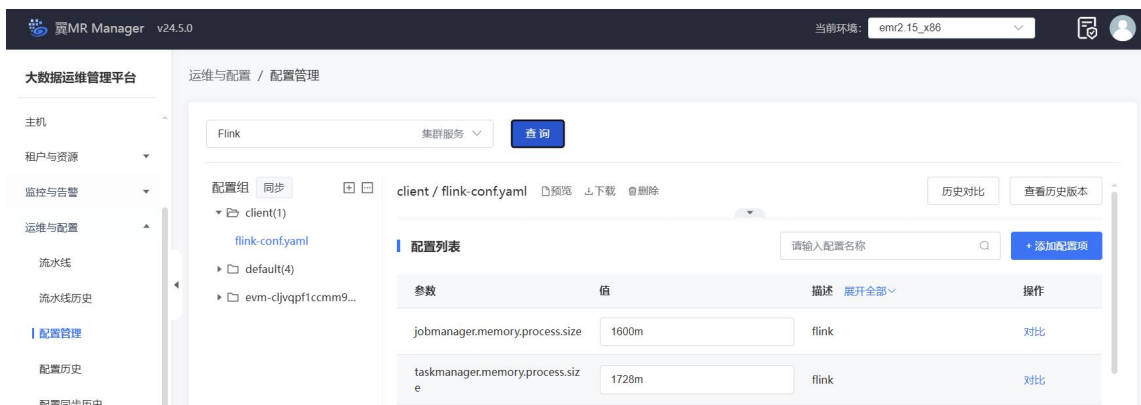 翼MR Manager v24.5.0
当前环境: emr2.15_x86
大数据运维管理平台
运维与配置 / 配置管理
主机
租户与资源
监控与告警
运维与配置
流水线
流水线历史
配置管理
配置历史
配置同步历史
Flink 集群服务 查询
配置组 同步
client(1)
flink-conf.yaml
default(4)
evm-cljvqpf1ccmm9...
client / flink-conf.yaml 预览 下载 删除
历史对比 查看历史版本
配置列表
请输入配置名称 + 添加配置项
参数 值 描述 展开全部 操作
jobmanager.memory.process.size 1600m flink 对比
taskmanager.memory.process.siz
e 1728m flink 对比